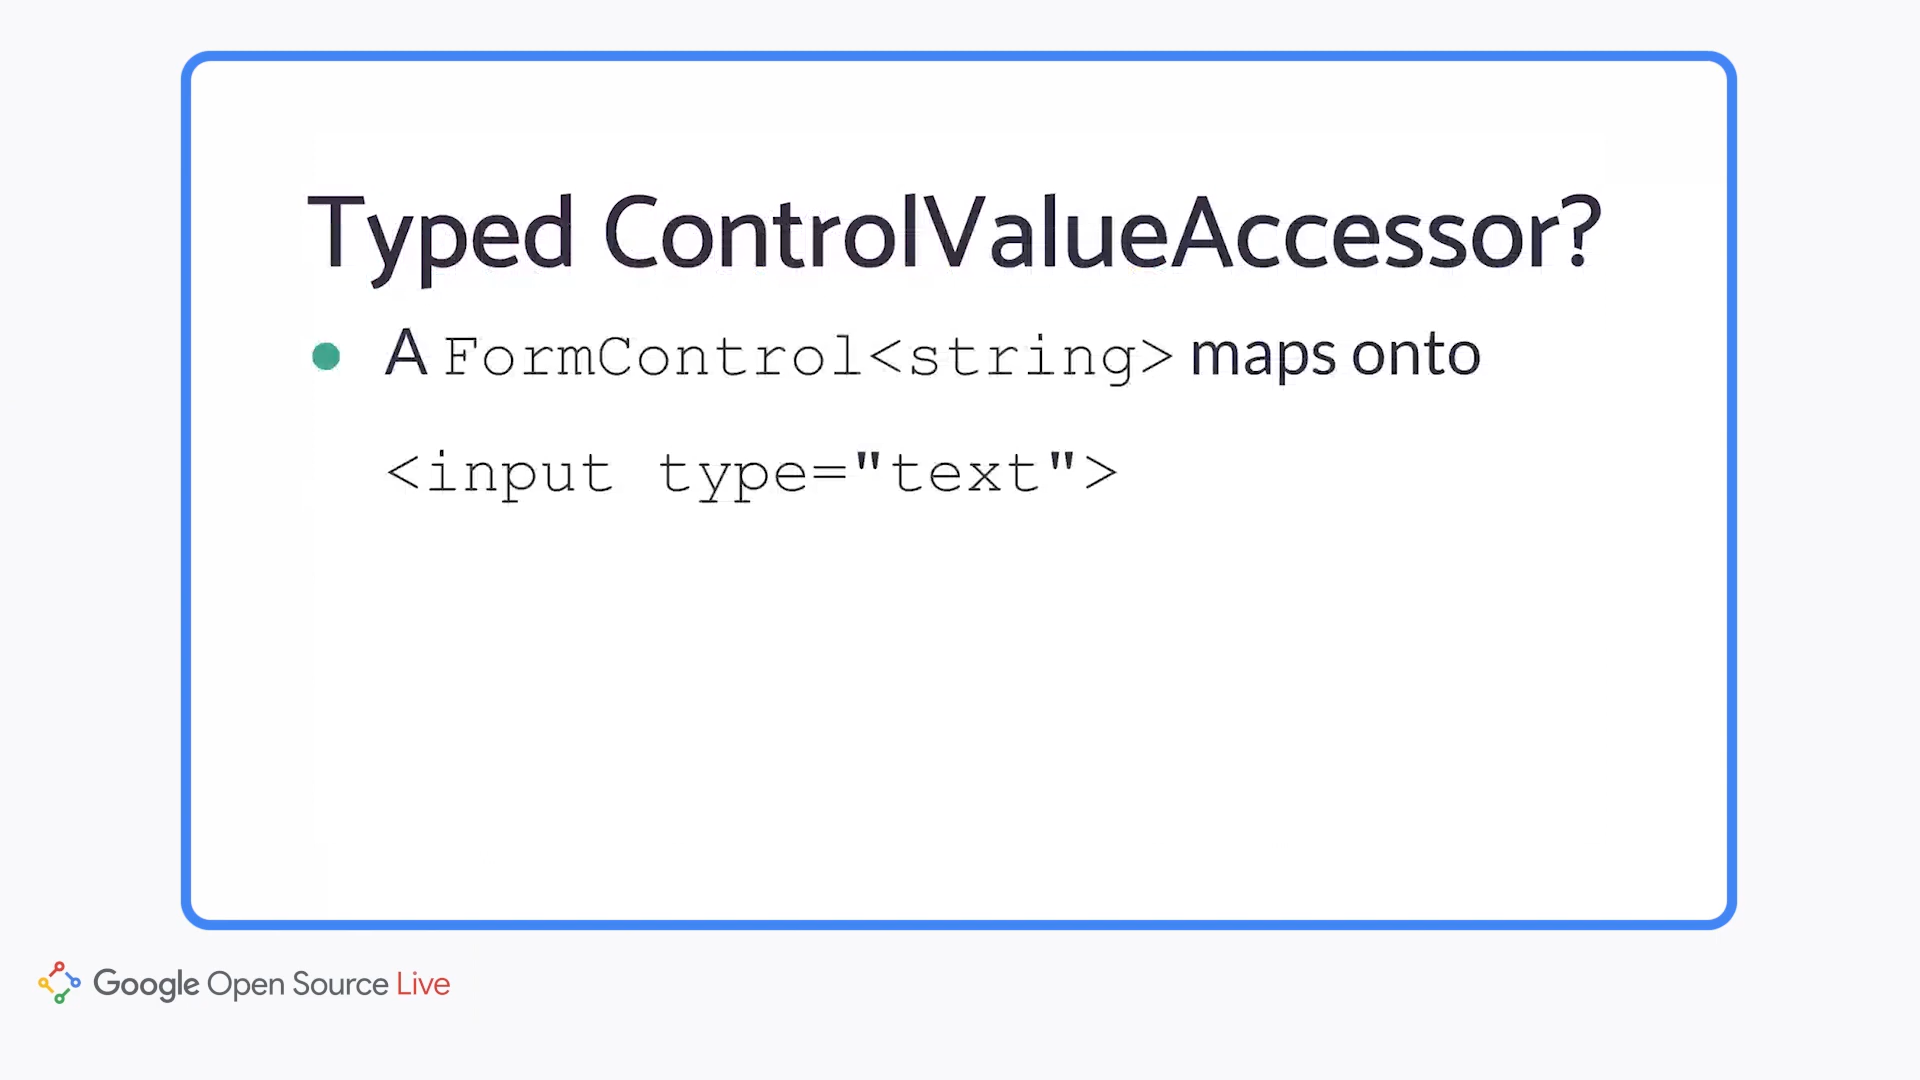 Typed ControlValueAccessor?
A FormControl<string> maps onto
<input type="text">
Google Open Source Live